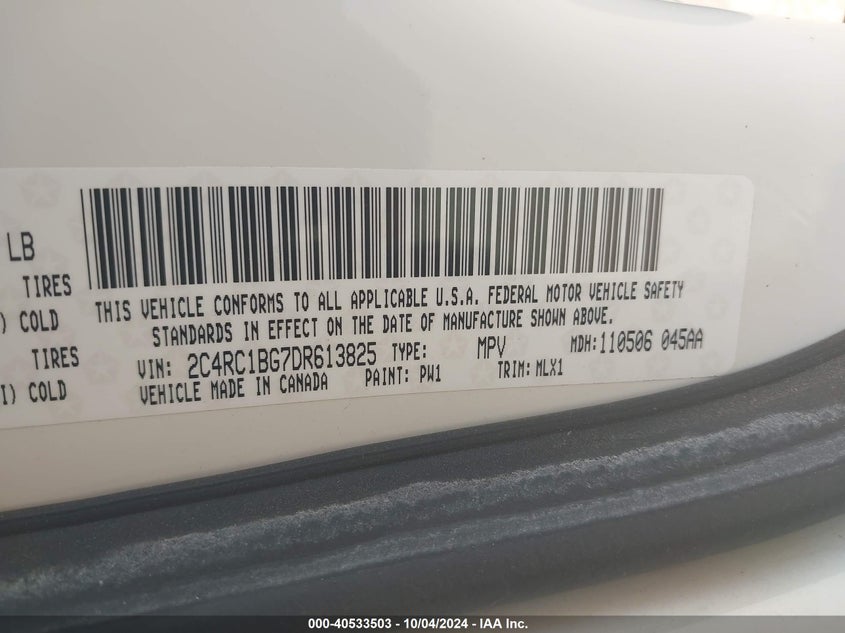 LB
TIRES
) COLD
TIRES
I) COLD
THIS VEHICLE CONFORMS TO ALL APPLICABLE U.S.A. FEDERAL MOTOR VEHICLE SAFETY
STANDARDS IN EFFECT ON THE DATE OF MANUFACTURE SHOWN ABOVE.
VIN: 2C4RC1BG7DR613825 TYPE: MPV MDH:110506 045AA
VEHICLE MADE IN CANADA PAINT: PW1 TRIM: MLX1
000-40533503 | 10/04/2024 | IAA Inc.